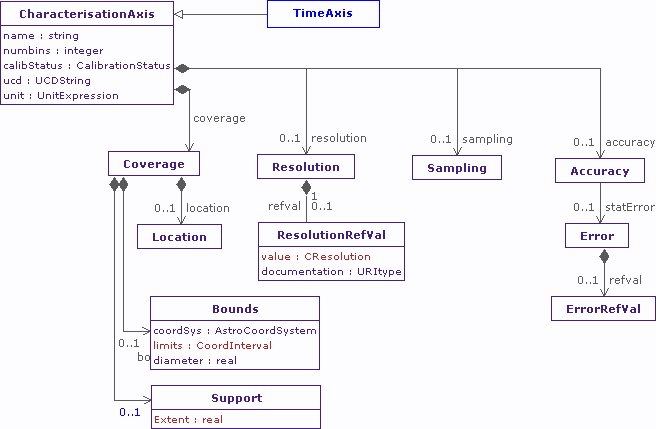 CharacterisationAxis
TimeAxis
name : string
numbins : integer
calibStatus : CalibrationStatus
ucd : UCDString
unit : UnitExpression
coverage
0..1 resolution
0..1 sampling
0..1 accuracy
Coverage
Resolution
Sampling
Accuracy
0..1 location
refval
1
0..1
0..1 statError
Location
ResolutionRefVal
Error
value : CResolution
documentation : URItype
0..1 refval
Bounds
ErrorRefVal
coordSys : AstroCoordSystem
0..1
limits : CoordInterval
bo
diameter : real
Support
0..1
Extent : real